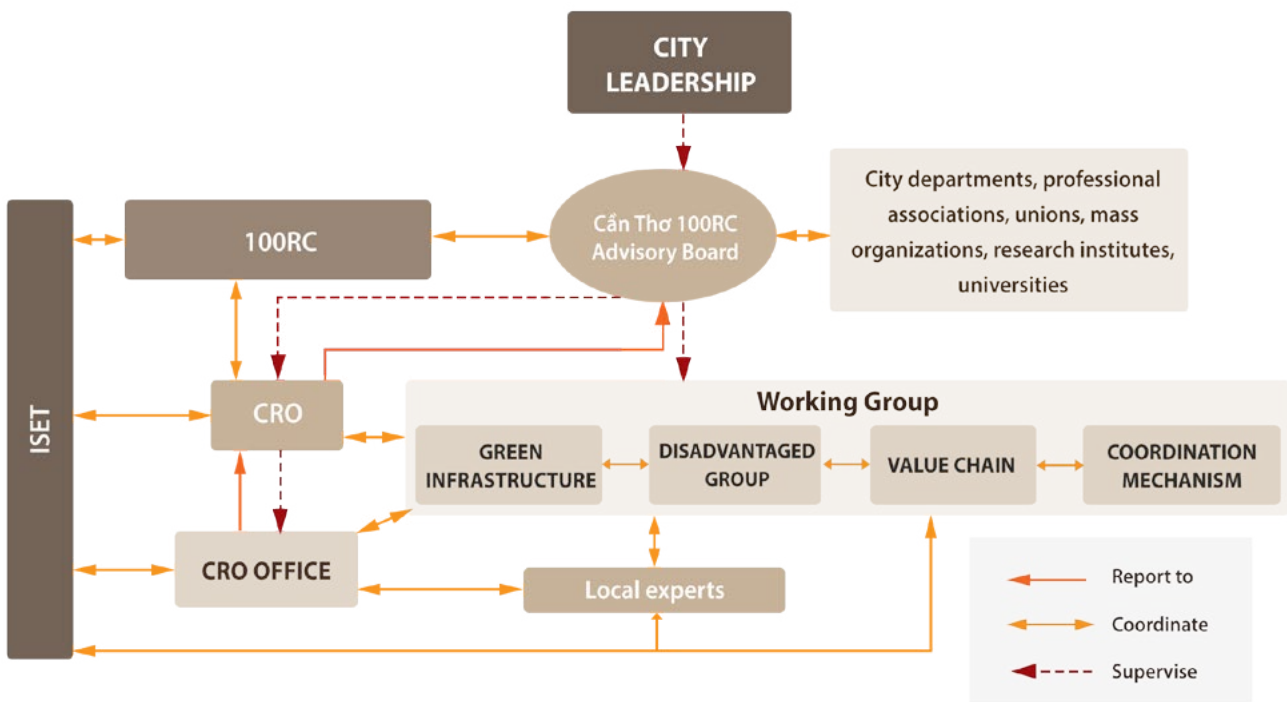 CITY
LEADERSHIP
City departments, professional
associations, unions, mass
organizations, research institutes,
universities
Cần Thơ 100RC
Advisory Board
100RC
ISET
CRO
Working Group
GREEN
INFRASTRUCTURE
DISADVANTAGED
GROUP
VALUE CHAIN
COORDINATION
MECHANISM
CRO OFFICE
Local experts
Report to
Coordinate
Supervise